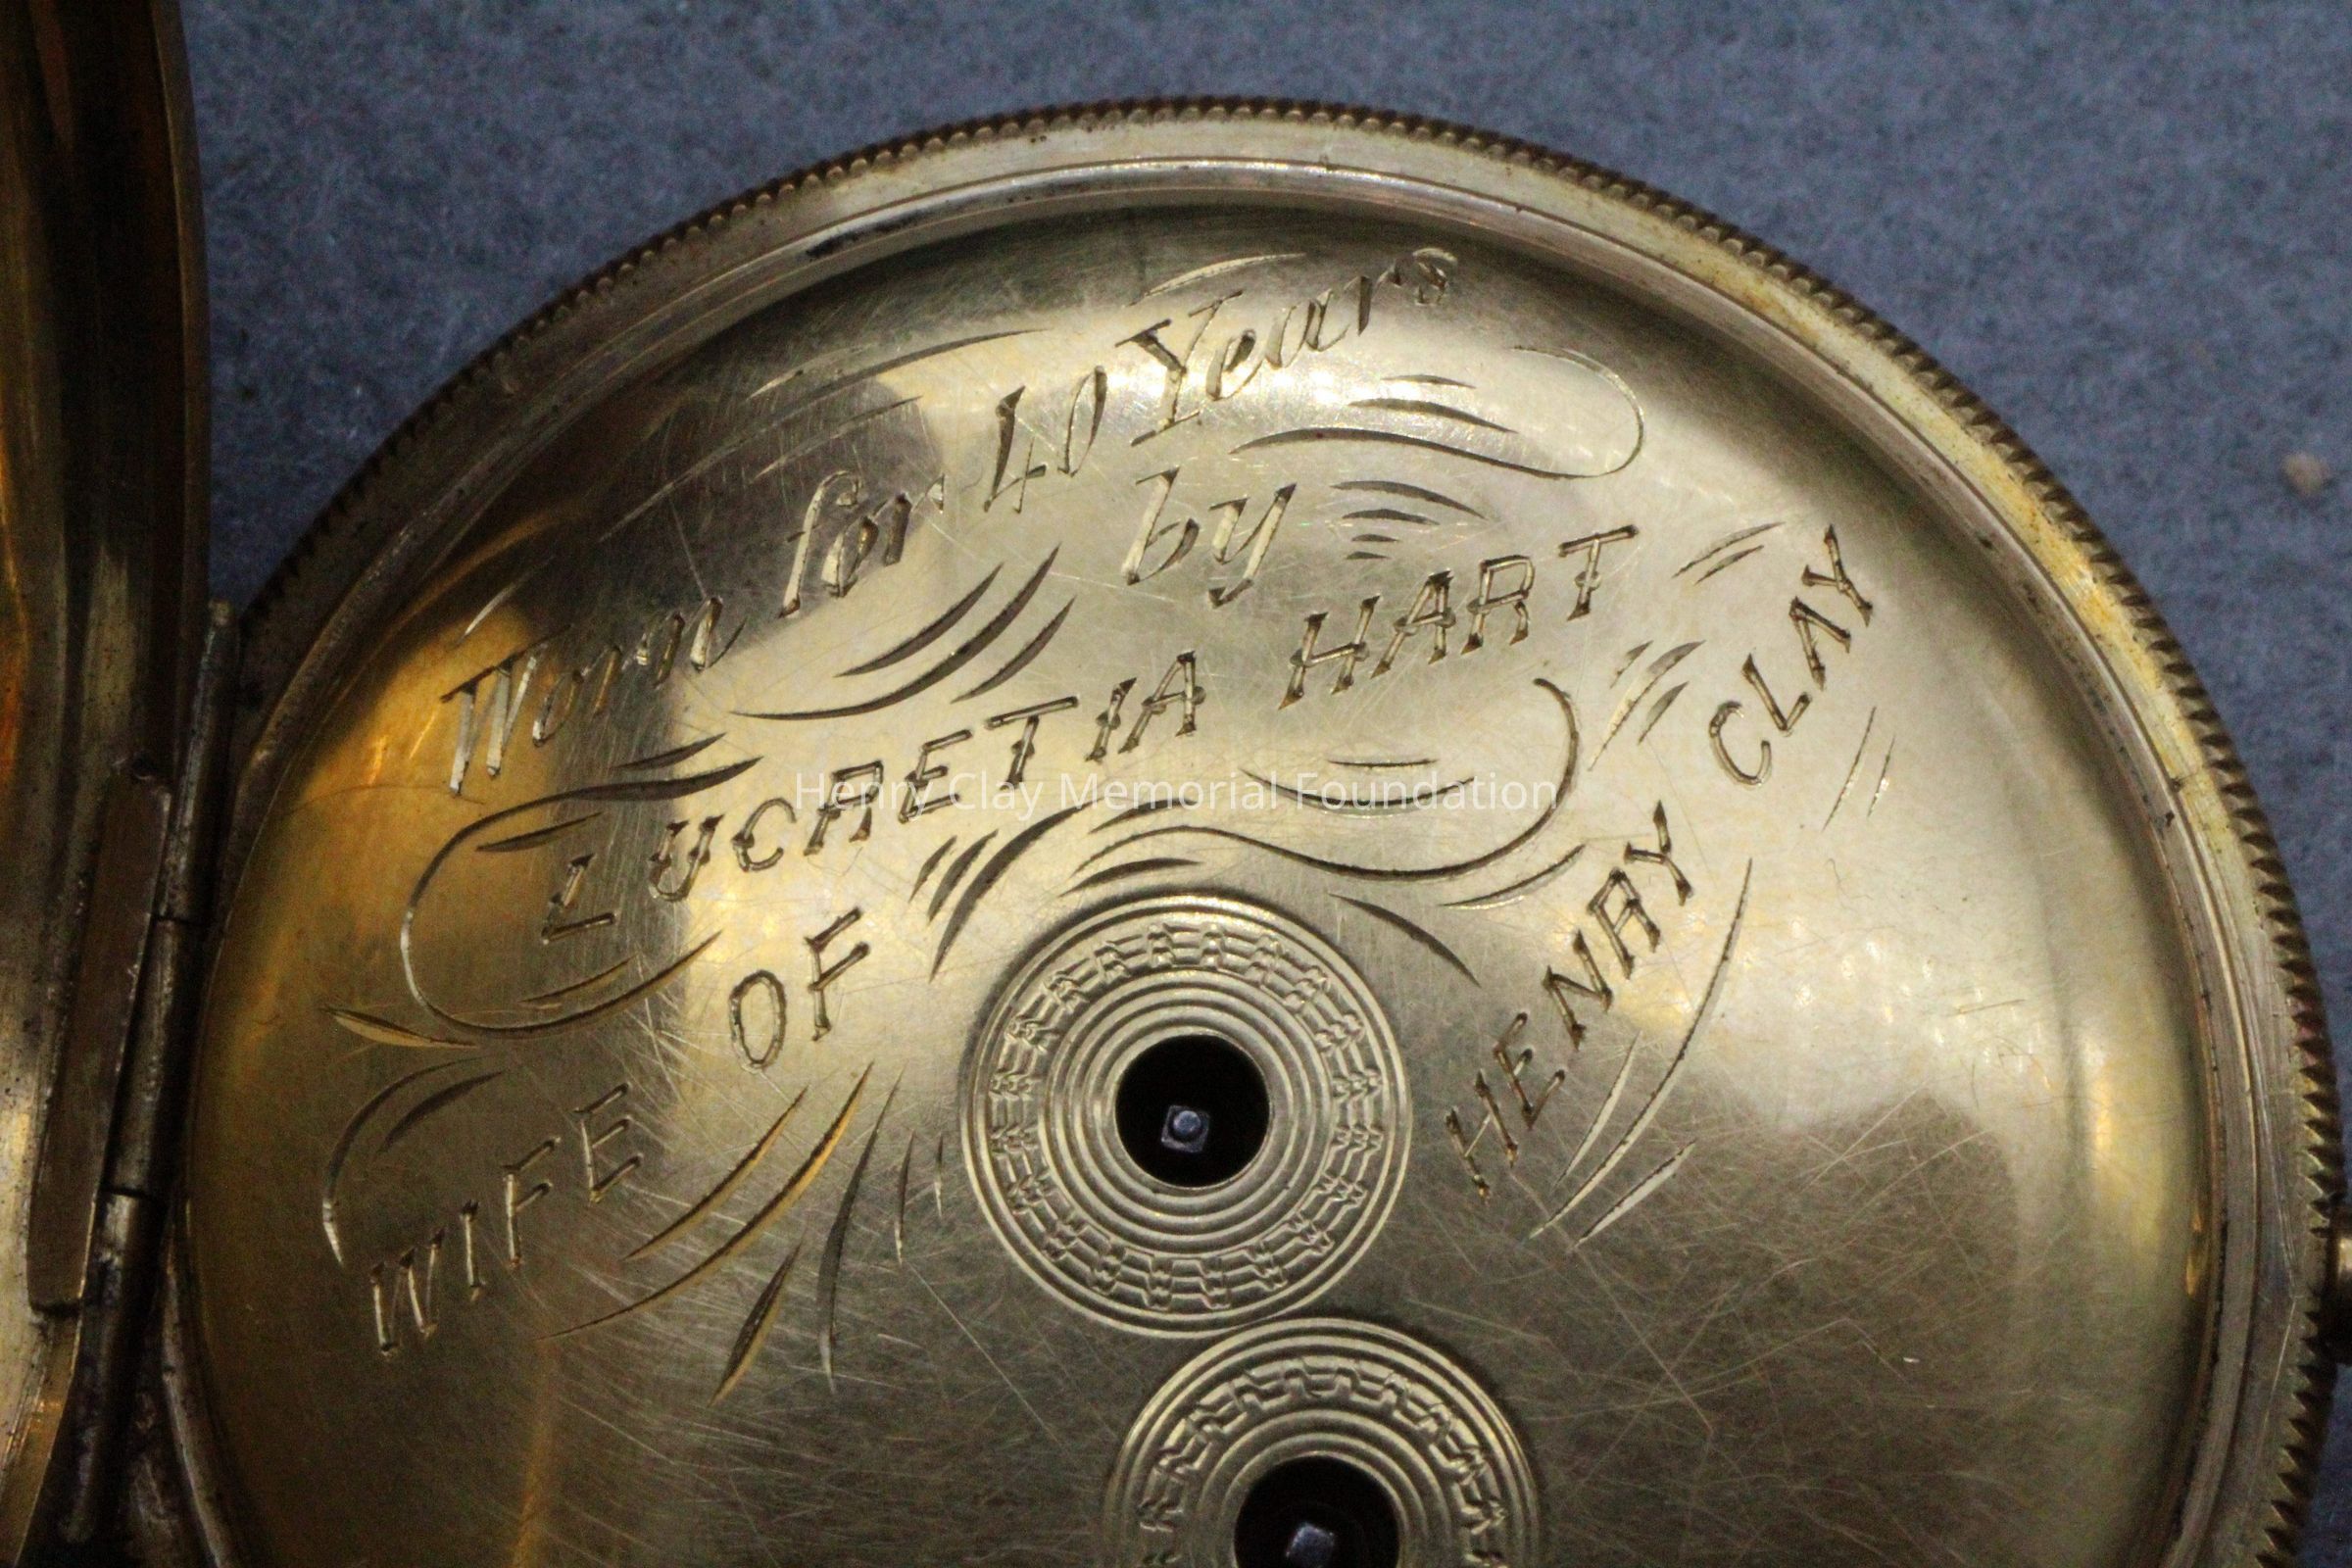 Worn for 40 Years
by
LUCRETIA HART
WIFE OF HENRY CLAY
Henry Clay Memorial Foundation